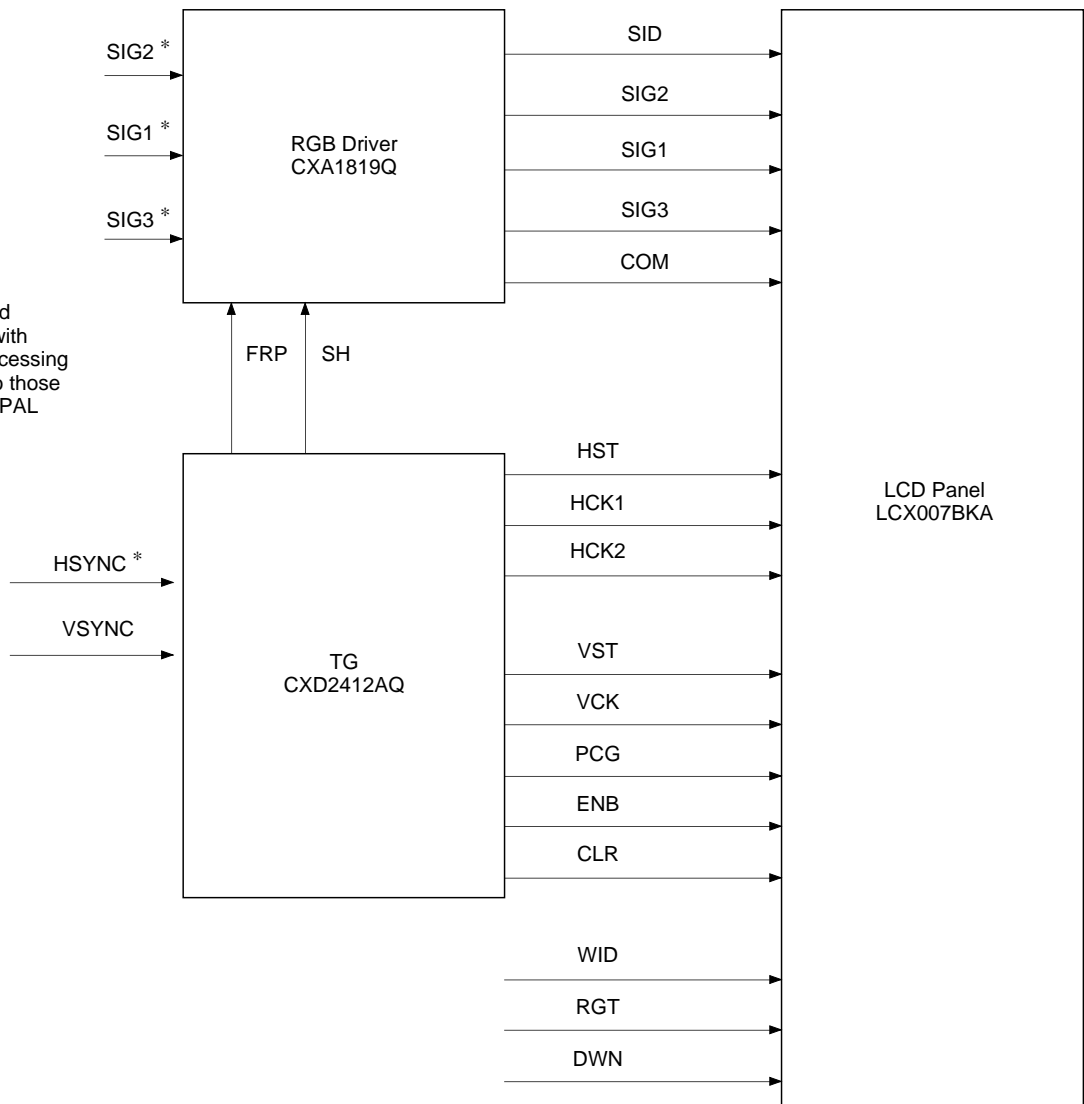 SID
SIG2 *
SIG2
SIG1 *
RGB Driver
CXA1819Q
SIG1
SIG3 *
SIG3
COM
FRP
SH
cessing
those
PAL
HST
LCD Panel
LCX007BKA
HCK1
HCK2
HSYNC *
VSYNC
VST
TG
CXD2412AQ
VCK
PCG
ENB
CLR
WID
RGT
DWN